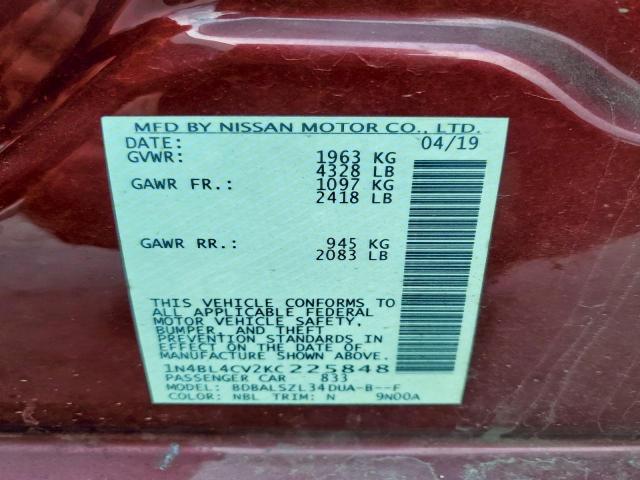 MFD BY NISSAN MOTOR CO., LTD.
DATE: 04/19
GVWR: 1963 KG
4328 LB
GAWR FR.: 1097 KG
2418 LB
GAWR RR.: 945 KG
2083 LB
THIS VEHICLE CONFORMS TO
ALL APPLICABLE FEDERAL
MOTOR VEHICLE SAFETY,
BUMPER, AND THEFT
PREVENTION STANDARDS IN
EFFECT ON THE DATE OF
MANUFACTURE SHOWN ABOVE.
1N4BL4CV2KC225848
PASSENGER CAR 833
MODEL: BDBALSZL34DUA-B--F
COLOR: NBL TRIM: N 9N00A